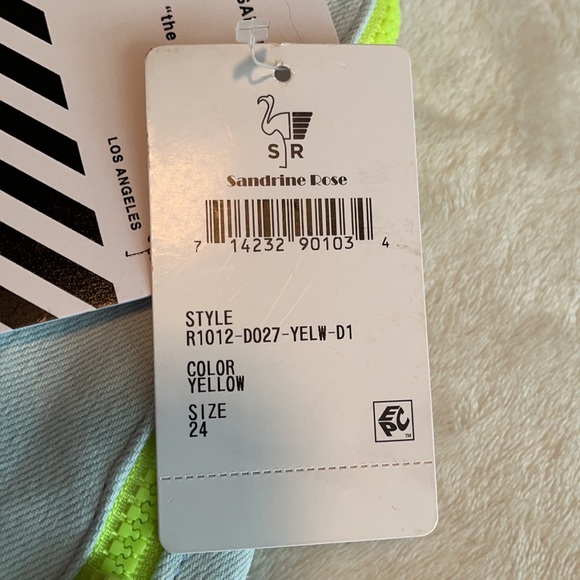 "the
LOS ANGELES
S R
Sandrine Rose
7 14232 90103 4
STYLE
R1012-D027-YELW-D1
COLOR
YELLOW
SIZE
24
EPC
TM